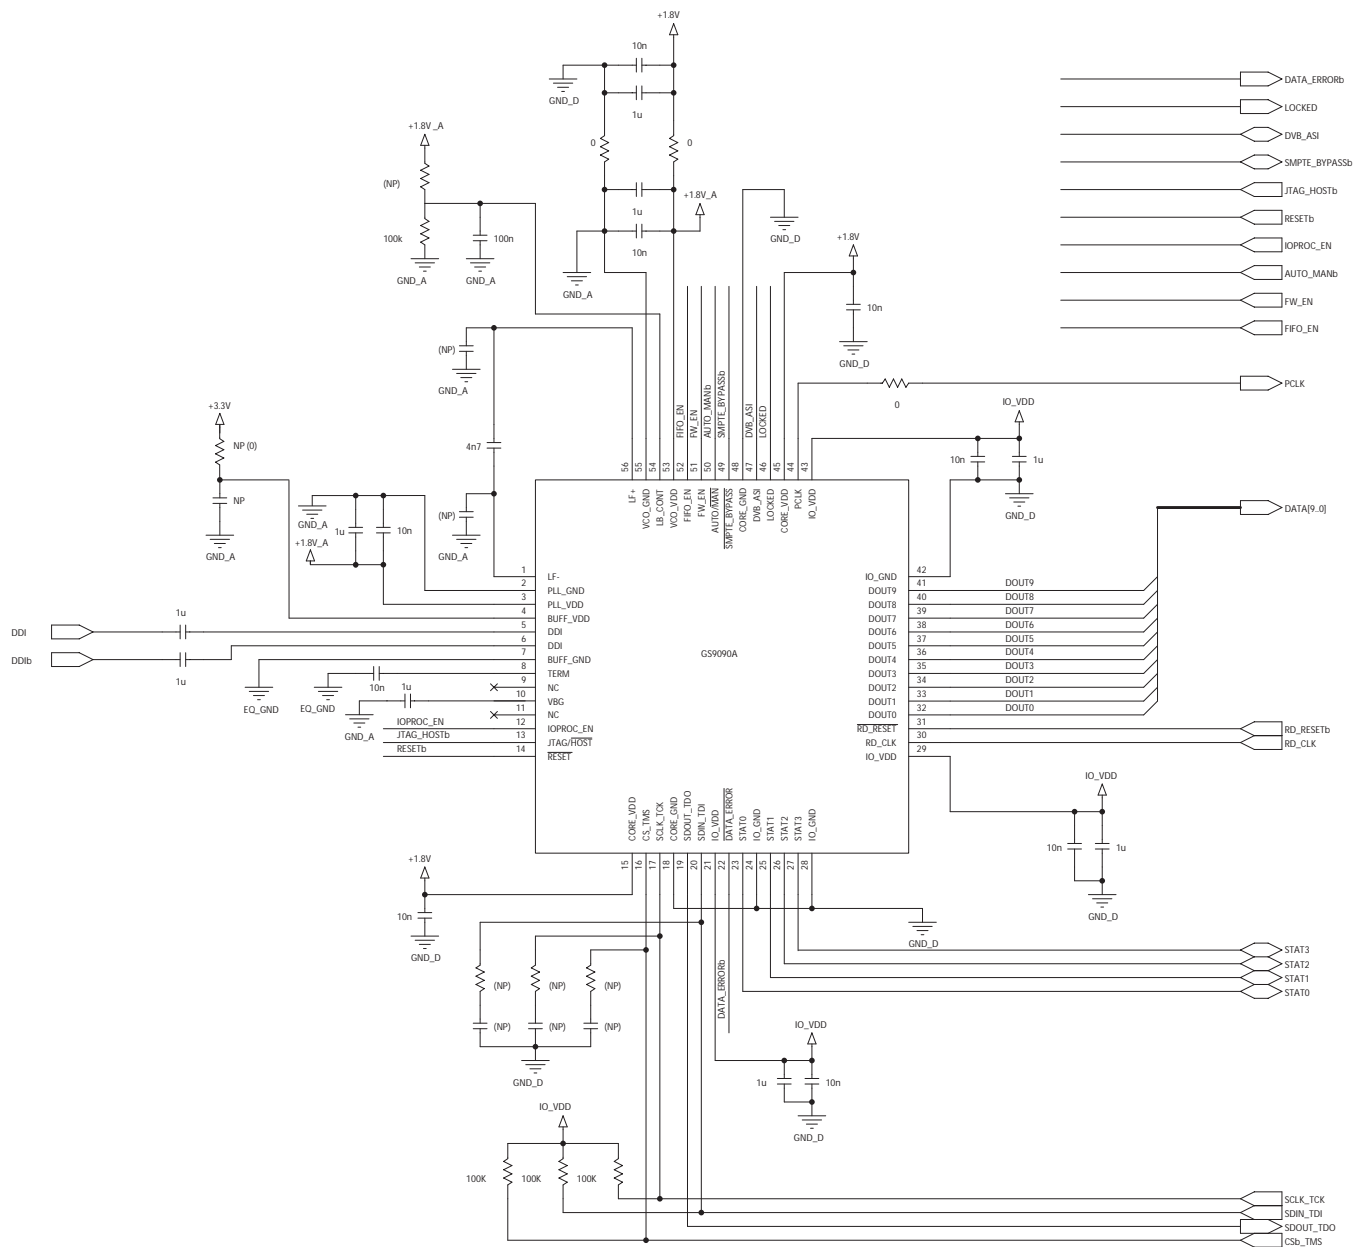 +1.8V
10n
GND_D
1u
0
0
+1.8V_A
(NP)
100k
100n
GND_A
GND_A
1u
+1.8V_A
10n
GND_A
GND_D
+1.8V
10n
GND_D
DATA_ERRORb
LOCKED
DVB_ASI
SMPTE_BYPASSb
JTAG_HOSTb
RESETb
IOPROC_EN
AUTO_MANb
FW_EN
FIFO_EN
PCLK
0
(NP)
GND_A
4n7
(NP)
GND_A
+3.3V
NP (0)
NP
GND_A
GND_A
1u
10n
+1.8V_A
FIFO_EN
FW_EN
AUTO_MANb
SMPTE_BYPASSb
DVB_ASI
LOCKED
56 55 54 53 52 51 50 49 48 47 46 45 44 43
LF+
VCO_GND
LB_CONT
VCO_VDD
FIFO_EN
FW_EN
AUTO/MAN
SMPTE_BYPASS
CORE_GND
DVB_ASI
LOCKED
CORE_VDD
PCLK
IO_VDD
IO_VDD
10n
1u
GND_D
DATA[9..0]
DDI
1u
DDIb
1u
EQ_GND
10n
EQ_GND
1u
GND_A
IOPROC_EN
JTAG_HOSTb
RESETb
1 LF-
2 PLL_GND
3 PLL_VDD
4 BUFF_VDD
5 DDI
6 DDI
7 BUFF_GND
8 TERM
9 NC
10 VBG
11 NC
12 IOPROC_EN
13 JTAG/HOST
14 RESET
GS9090A
IO_GND 42
DOUT9 41 DOUT9
DOUT8 40 DOUT8
DOUT7 39 DOUT7
DOUT6 38 DOUT6
DOUT5 37 DOUT5
DOUT4 36 DOUT4
DOUT3 35 DOUT3
DOUT2 34 DOUT2
DOUT1 33 DOUT1
DOUT0 32 DOUT0
RD_RESET 31
RD_CLK 30
IO_VDD 29
RD_RESETb
RD_CLK
IO_VDD
10n
1u
GND_D
CORE_VDD
CS_TMS
SCLK_TCK
CORE_GND
SDOUT_TDO
SDIN_TDI
IO_VDD
DATA_ERROR
STAT0
IO_GND
STAT1
STAT2
STAT3
IO_GND
15 16 17 18 19 20 21 22 23 24 25 26 27 28
+1.8V
10n
GND_D
GND_D
STAT3
STAT2
STAT1
STAT0
DATA_ERRORb
(NP)
(NP)
(NP)
(NP)
(NP)
(NP)
GND_D
IO_VDD
1u
10n
GND_D
IO_VDD
100K
100K
100K
SCLK_TCK
SDIN_TDI
SDOUT_TDO
CSb_TMS